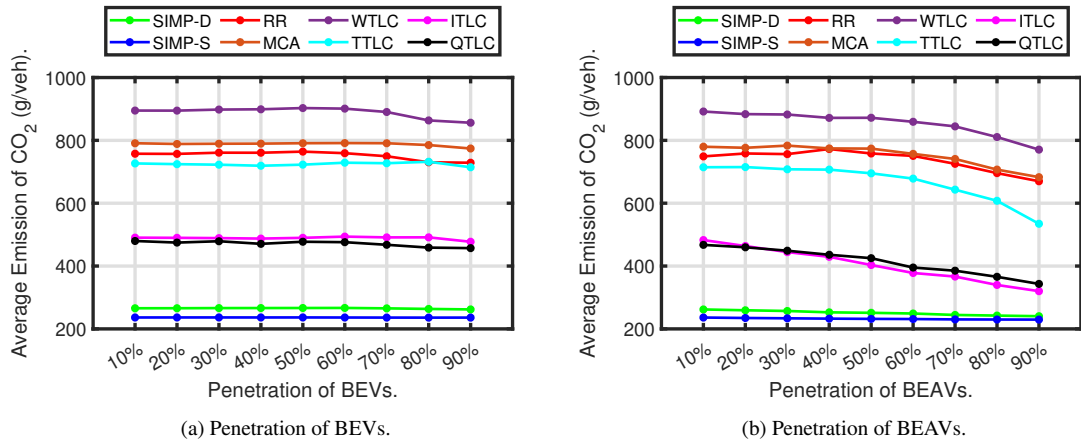 SIMP-D RR WTLC ITLC
SIMP-S MCA TTLC QTLC
1000
800
600
400
200
Average Emission of CO2 (g/veh).
10% 20% 30% 40% 50% 60% 70% 80% 90%
Penetration of BEVs.
(a) Penetration of BEVs.
SIMP-D RR WTLC ITLC
SIMP-S MCA TTLC QTLC
1000
800
600
400
200
Average Emission of CO2 (g/veh).
10% 20% 30% 40% 50% 60% 70% 80% 90%
Penetration of BEAVs.
(b) Penetration of BEAVs.